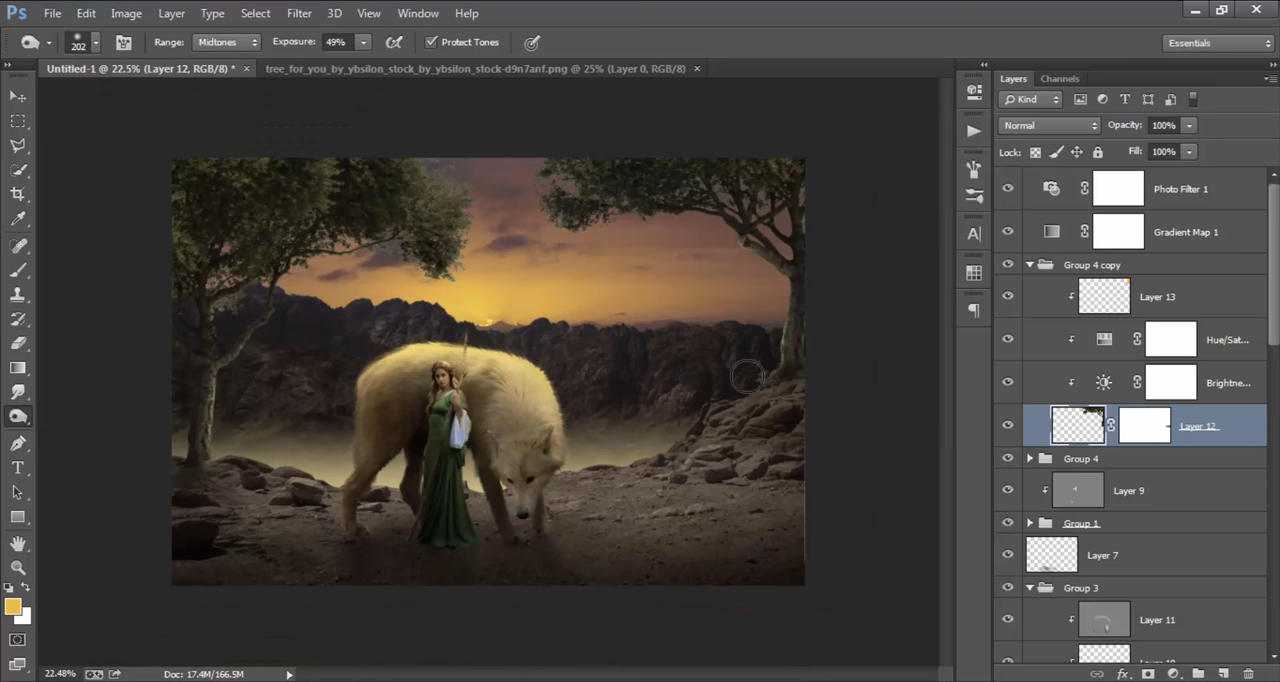 Ps File Edit Image Layer Type Select Filter 3D View Window Help
202 Range: Midtones Exposure: 49% Protect Tones Essentials
Untitled-1 @ 22.5% (Layer 12, RGB/8) * × tree_for_you_by_ybsilon_stock_by_ybsilon_stock-d9n7anf.png @ 25% (Layer 0, RGB/8) ×
Layers Channels
Kind T
Normal Opacity: 100%
Lock: Fill: 100%
Photo Filter 1
Gradient Map 1
Group 4 copy
Layer 13
Hue/Sat...
Brightne...
Layer 12
Group 4
Layer 9
Group 1
Layer 7
Group 3
Layer 11
22.48% Doc: 17.4M/166.5M fx